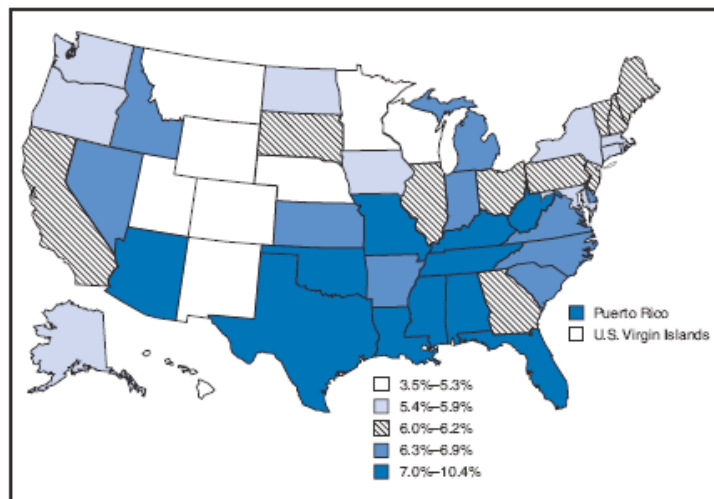 Puerto Rico
U.S. Virgin Islands
3.5%–5.3%
5.4%–5.9%
6.0%–6.2%
6.3%–6.9%
7.0%–10.4%